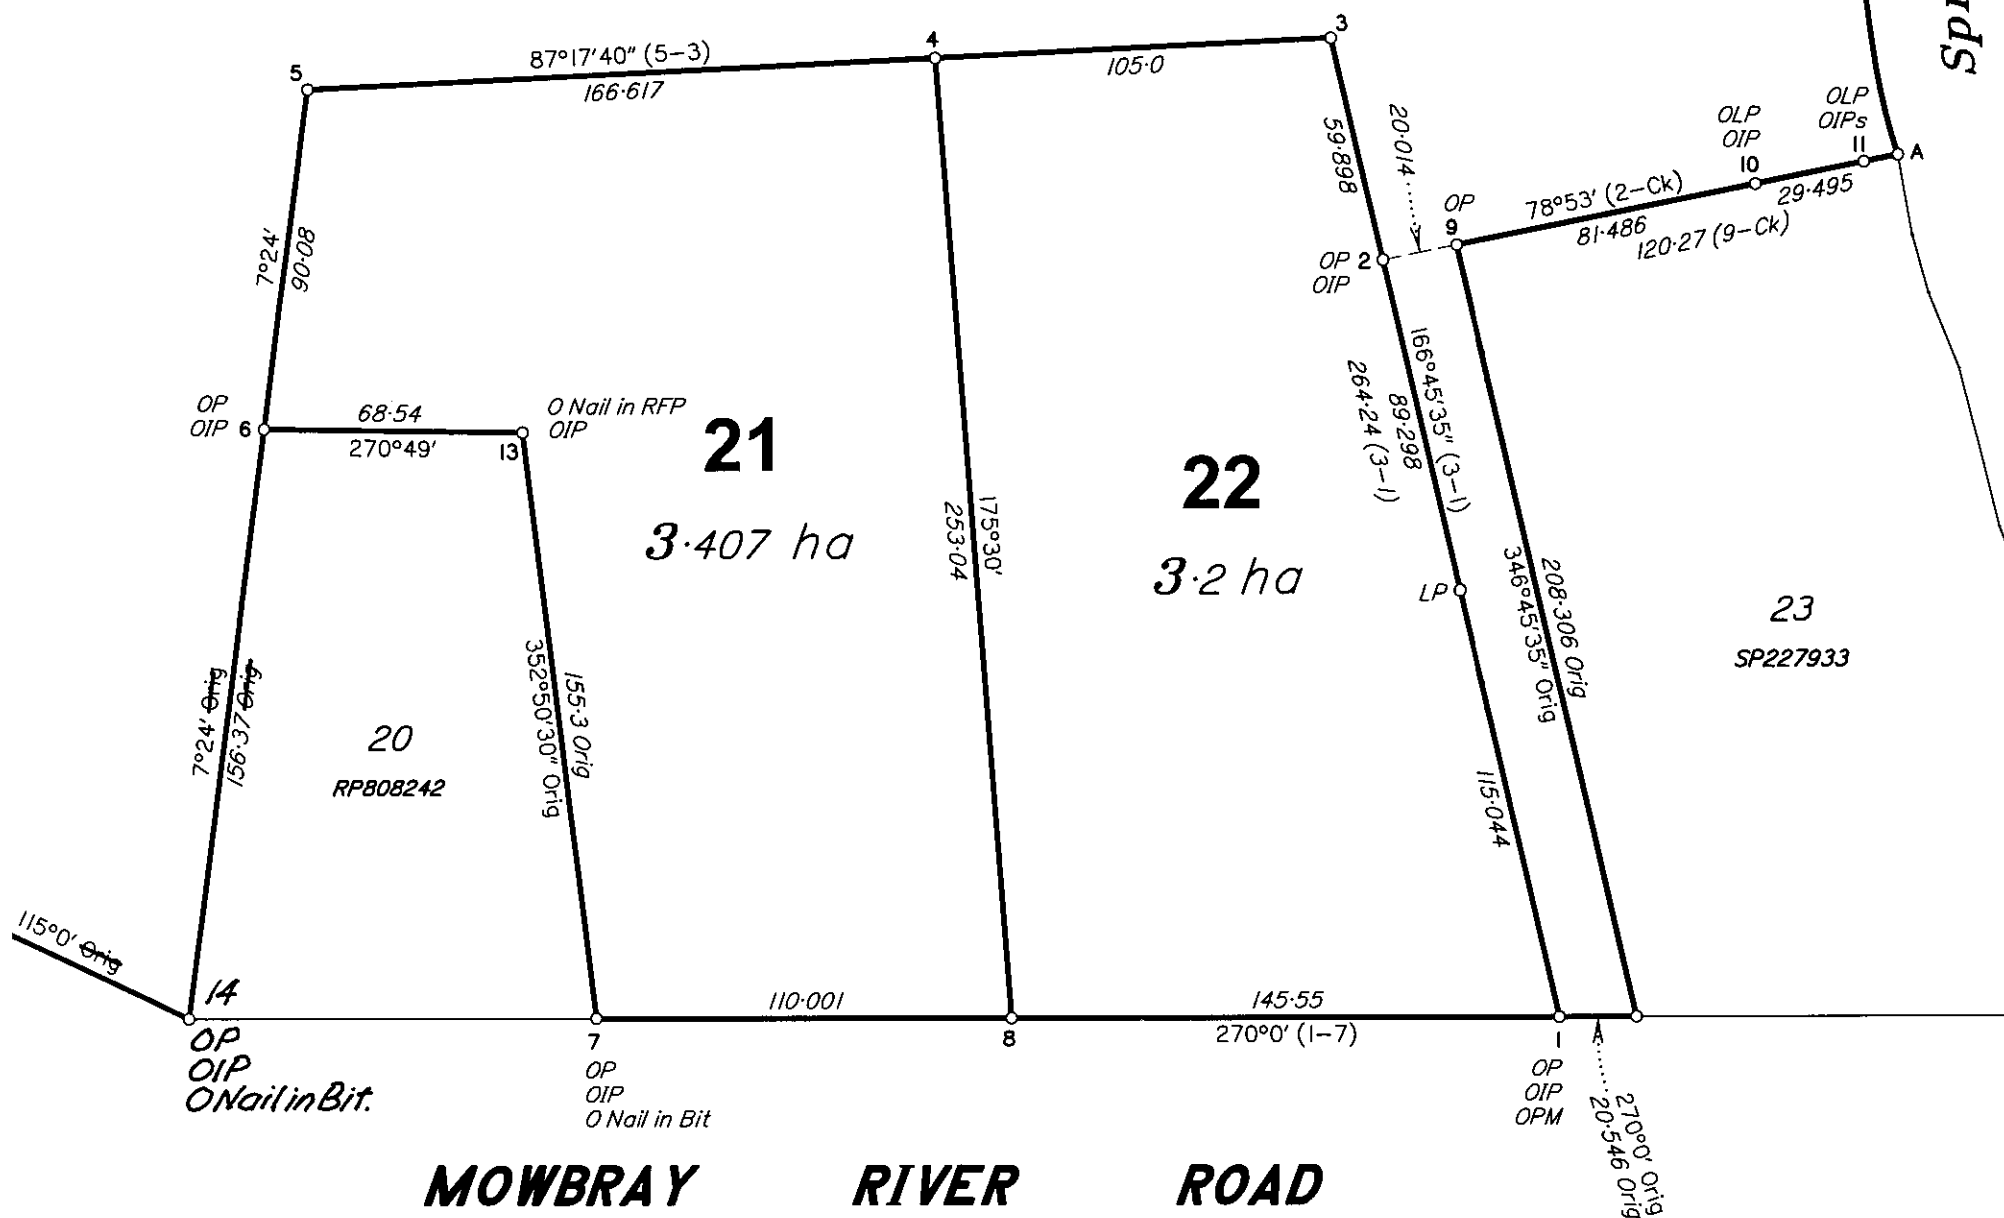 Spr
3
4
5
87°17'40" (5-3)
166·617
105·0
59·898
20·014
OLP
OIPs
11
A
OLP
OIP
10
29·495
78°53' (2-Ck)
81·486
120·27 (9-Ck)
OP
9
OP 2
OIP
7°24'
90·08
166°45'35" (3-1)
89·298
264·24 (3-1)
OP
OIP 6
68·54
270°49'
13
O Nail in RFP
OIP
21
3·407 ha
22
3·2 ha
175°30'
253·04
LP
208·306 Orig
346°45'35" Orig
23
SP227933
7°24' Orig
156·37 Orig
155·3 Orig
352°50'30" Orig
20
RP808242
115·044
115°0' Orig
14
OP
OIP
O Nail in Bit.
110·001
145·55
270°0' (1-7)
7
8
1
OP
OIP
O Nail in Bit
OP
OIP
OPM
270°0' Orig
20·546 Orig
MOWBRAY RIVER ROAD